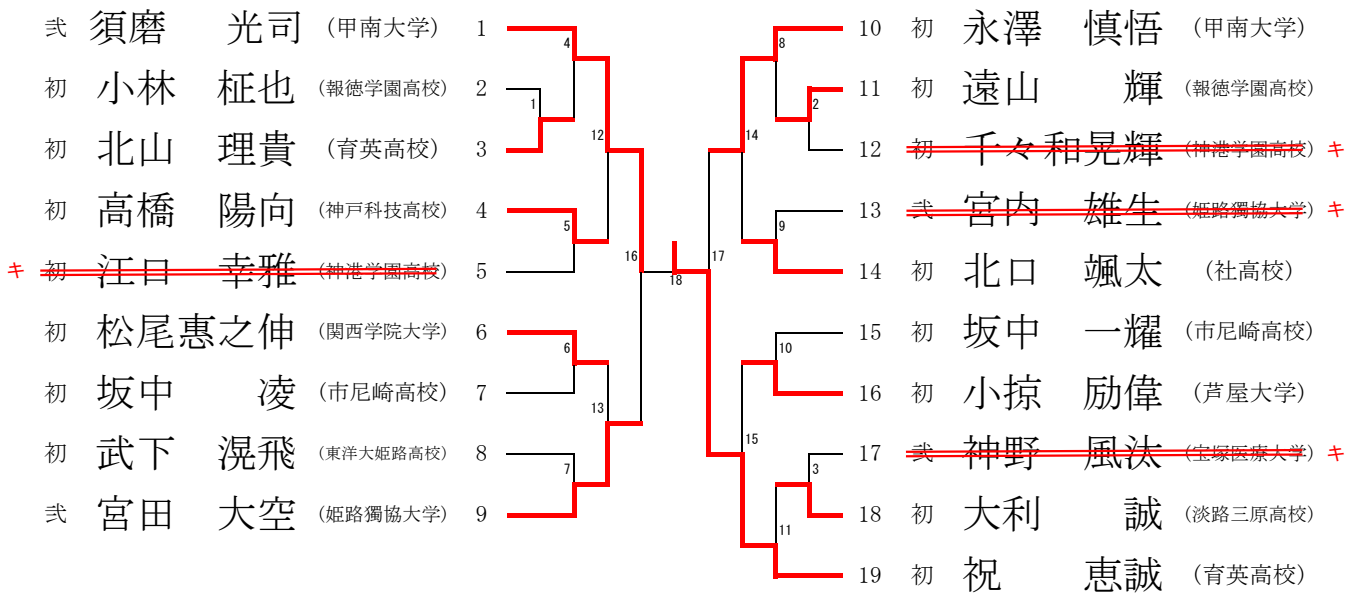 弐 須磨 光司 (甲南大学) 1
初 小林 柾也 (報徳学園高校) 2
初 北山 理貴 (育英高校) 3
初 高橋 陽向 (神戸科技高校) 4
キ 初 江口 幸雅 (神港学園高校) 5
初 松尾惠之伸 (関西学院大学) 6
初 坂中 凌 (市尼崎高校) 7
初 武下 滉飛 (東洋大姫路高校) 8
弐 宮田 大空 (姫路獨協大学) 9
4
1
12
5
16
6
13
7
18
8
2
14
9
17
10
15
3
11
10 初 永澤 慎悟 (甲南大学)
11 初 遠山 輝 (報徳学園高校)
12 初 千々和晃輝 (神港学園高校) キ
13 弐 宮内 雄生 (姫路獨協大学) キ
14 初 北口 颯太 (社高校)
15 初 坂中 一耀 (市尼崎高校)
16 初 小掠 励偉 (芦屋大学)
17 弐 神野 風汰 (宝塚医療大学) キ
18 初 大利 誠 (淡路三原高校)
19 初 祝 恵誠 (育英高校)